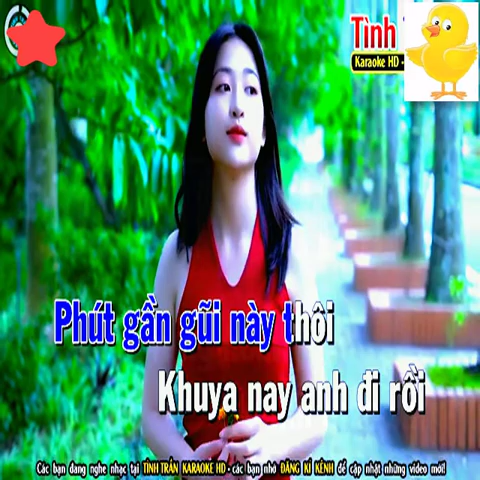 Tình
Karaoke HD -
Phút gần gũi này thôi
Khuya nay anh đi rồi
Các bạn đang nghe nhạc tại TÌNH TRẦN KARAOKE HD - các bạn nhớ ĐĂNG KÍ KÊNH để cập nhật những video mới!